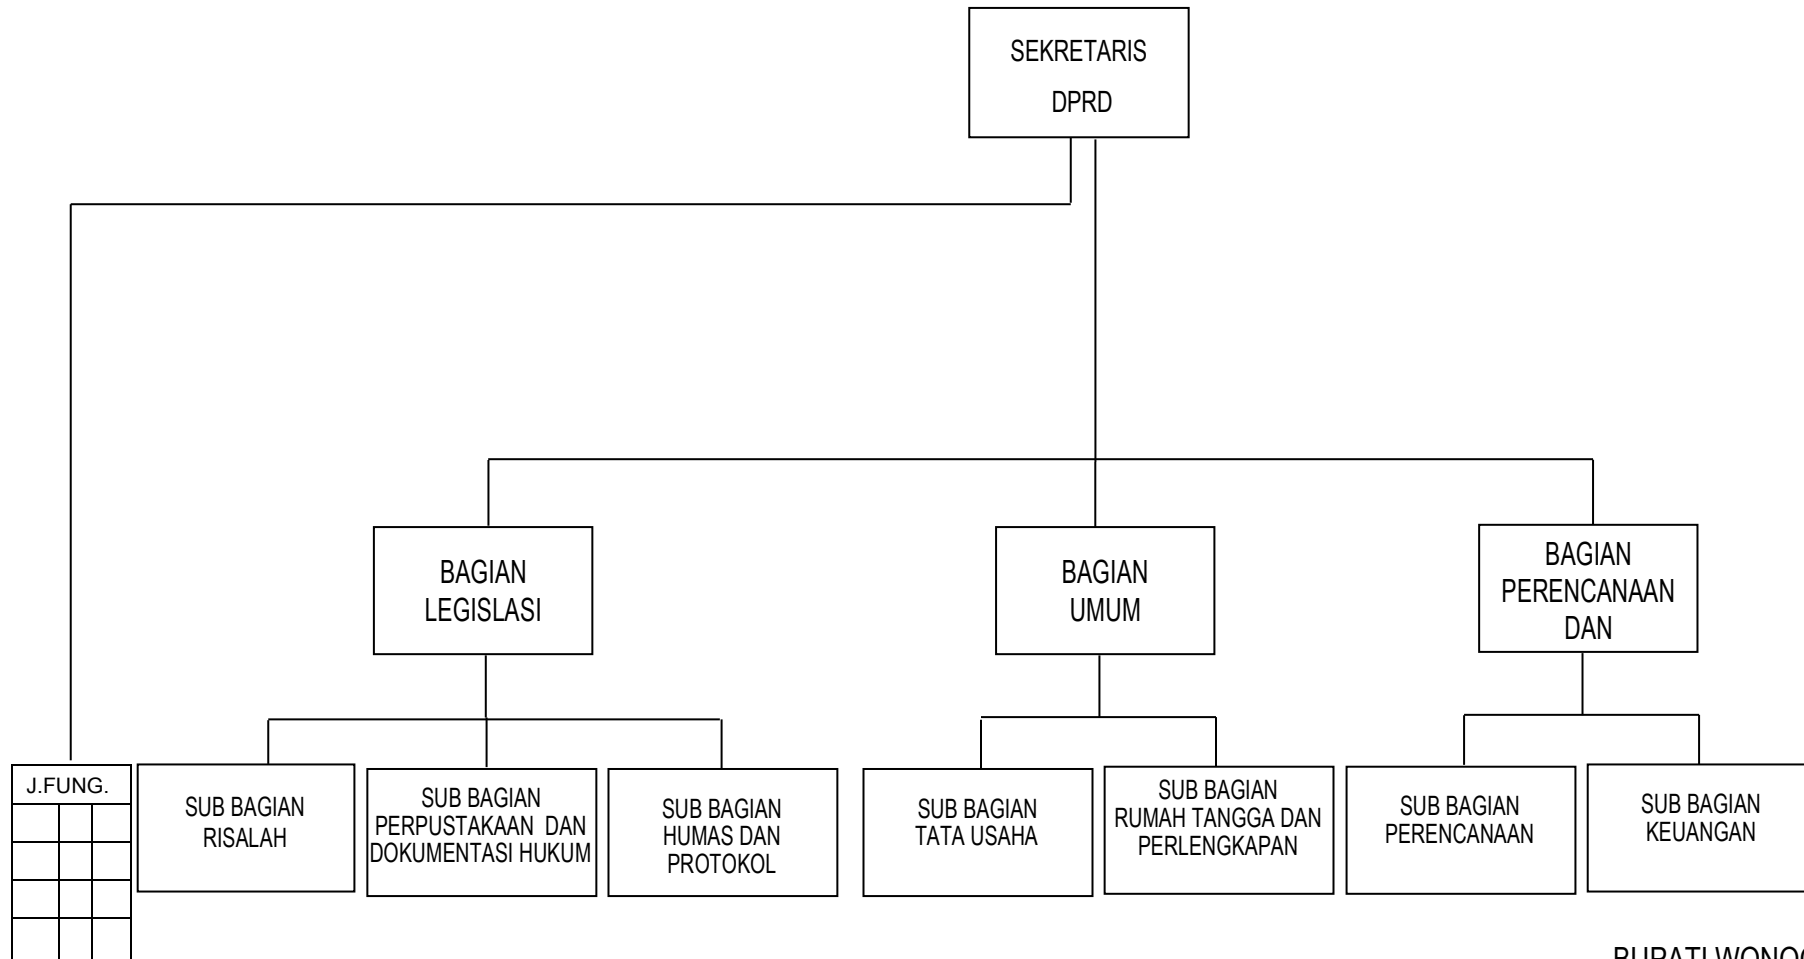 SEKRETARIS
DPRD
BAGIAN
LEGISLASI
BAGIAN
UMUM
BAGIAN
PERENCANAAN
DAN
J.FUNG.
SUB BAGIAN
RISALAH
SUB BAGIAN
PERPUSTAKAAN DAN
DOKUMENTASI HUKUM
SUB BAGIAN
HUMAS DAN
PROTOKOL
SUB BAGIAN
TATA USAHA
SUB BAGIAN
RUMAH TANGGA DAN
PERLENGKAPAN
SUB BAGIAN
PERENCANAAN
SUB BAGIAN
KEUANGAN
BUPATI